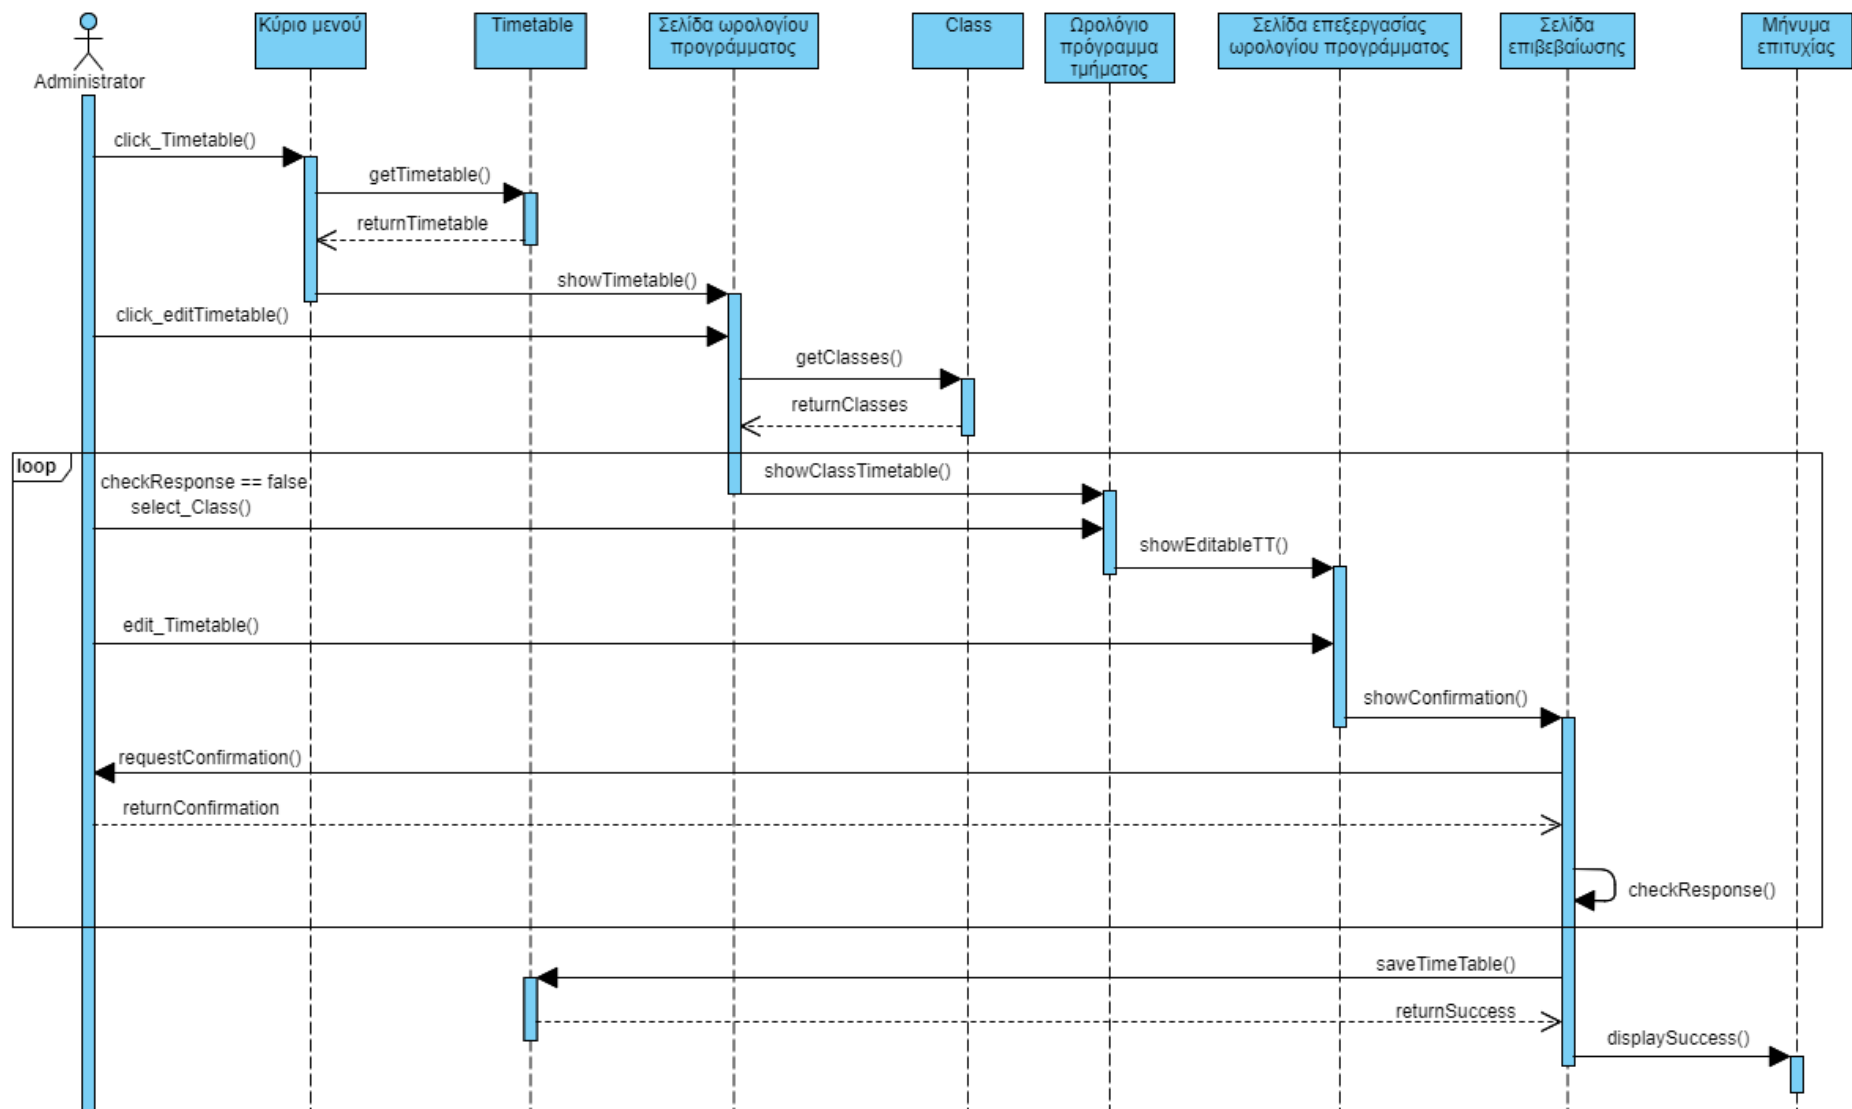 Κύριο μενού
Timetable
Σελίδα ωρολογίου
προγράμματος
Class
Ωρολόγιο
πρόγραμμα
τμήματος
Σελίδα επεξεργασίας
ωρολογίου προγράμματος
Σελίδα
επιβεβαίωσης
Μήνυμα
επιτυχίας
Administrator
click_Timetable()
getTimetable()
returnTimetable
showTimetable()
click_editTimetable()
getClasses()
returnClasses
loop
showClassTimetable()
checkResponse == false
select_Class()
showEditableTT()
edit_Timetable()
showConfirmation()
requestConfirmation()
returnConfirmation
checkResponse()
saveTimeTable()
returnSuccess
displaySuccess()